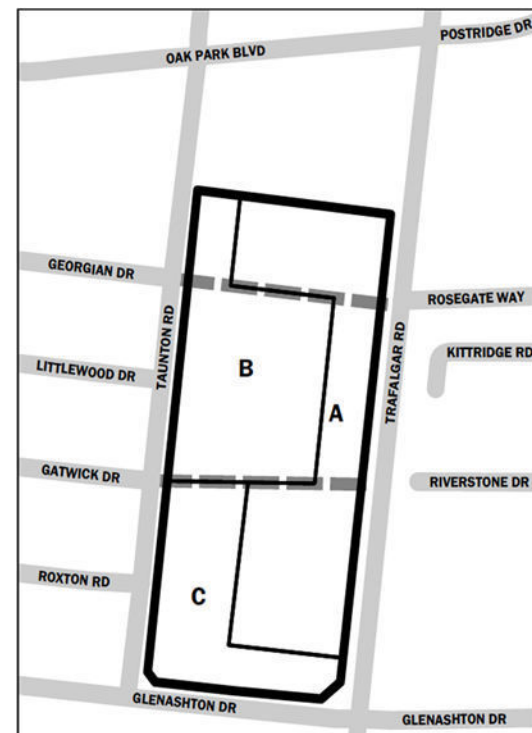 POSTRIDGE DR
OAK PARK BLVD
GEORGIAN DR
ROSEGATE WAY
TAUNTON RD
TRAFALGAR RD
KITTRIDGE RD
LITTLEWOOD DR
B
A
GATWICK DR
RIVERSTONE DR
ROXTON RD
C
GLENASHTON DR
GLENASHTON DR